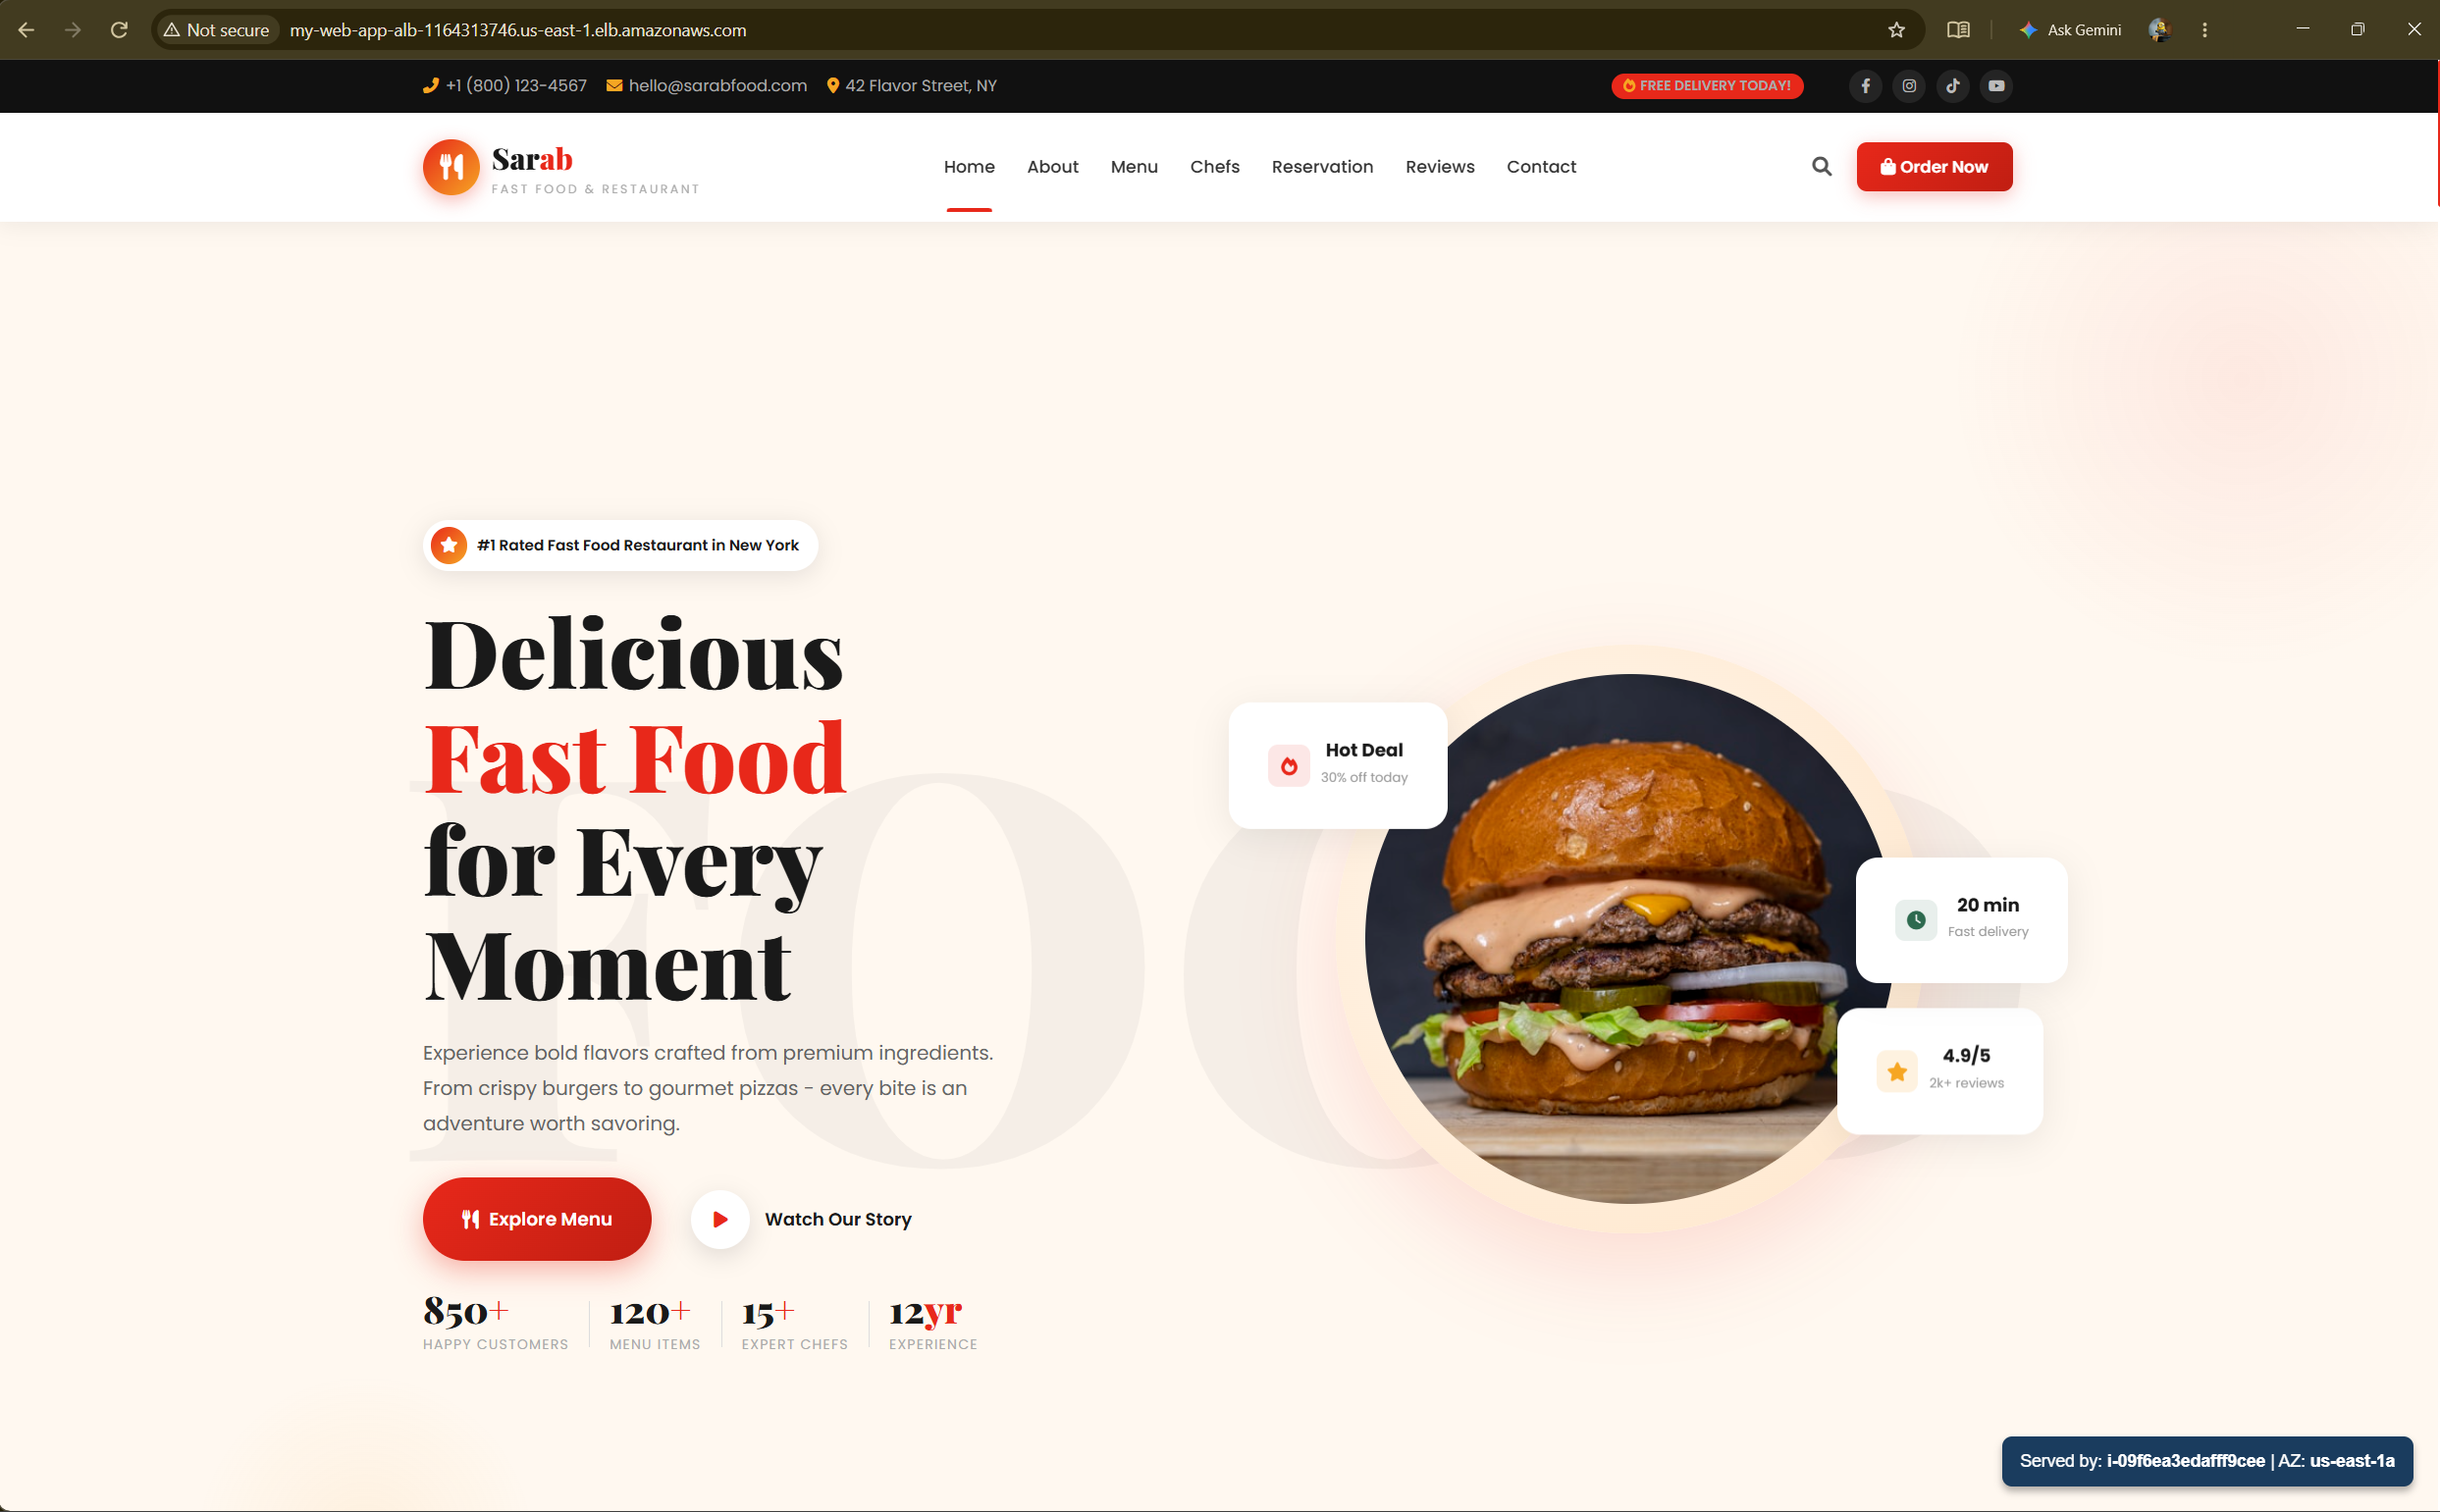 Not secure
my-web-app-alb-1164313746.us-east-1.elb.amazonaws.com
Ask Gemini
+1 (800) 123-4567
hello@sarabfood.com
42 Flavor Street, NY
FREE DELIVERY TODAY!
Sarab
FAST FOOD & RESTAURANT
Home
About
Menu
Chefs
Reservation
Reviews
Contact
Order Now
#1 Rated Fast Food Restaurant in New York
Delicious
Fast Food
for Every
Moment
FOOD
Experience bold flavors crafted from premium ingredients.
From crispy burgers to gourmet pizzas - every bite is an
adventure worth savoring.
Explore Menu
Watch Our Story
850+
HAPPY CUSTOMERS
120+
MENU ITEMS
15+
EXPERT CHEFS
12yr
EXPERIENCE
Hot Deal
30% off today
20 min
Fast delivery
4.9/5
2k+ reviews
Served by: i-09f6ea3edafff9cee | AZ: us-east-1a